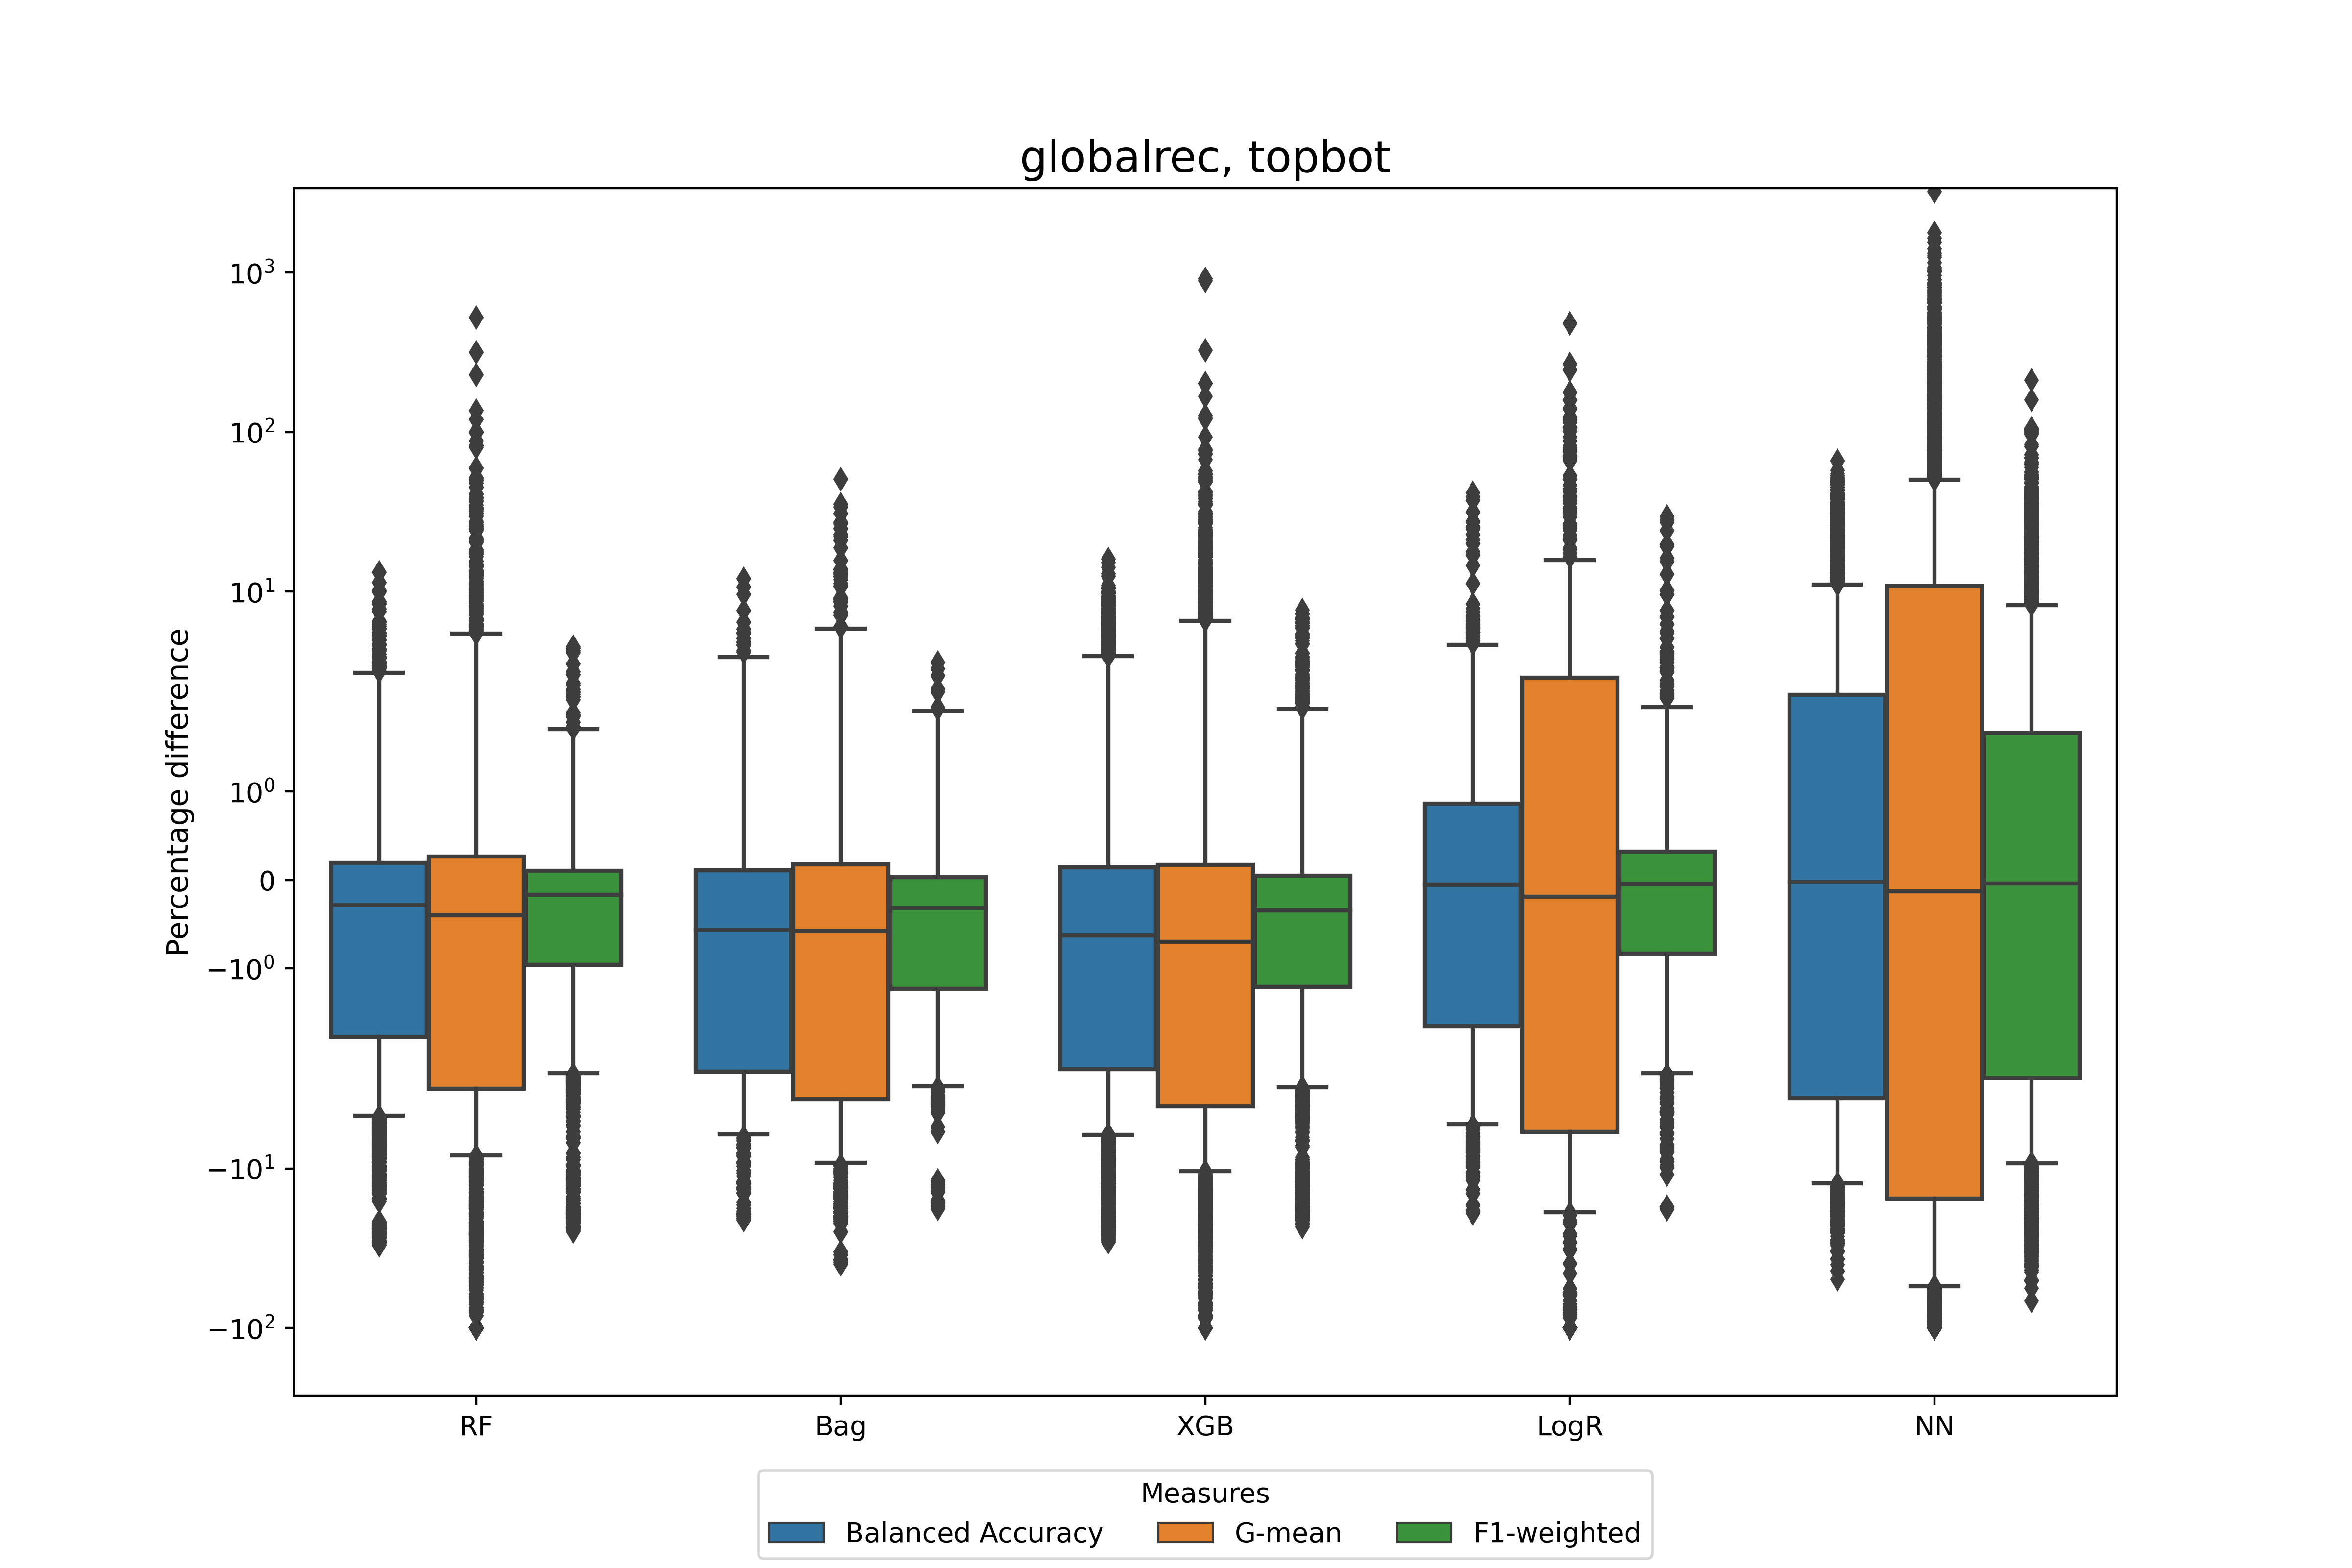 globalrec, topbot
Percentage difference
10³
10²
10¹
10⁰
0
−10⁰
−10¹
−10²
RF Bag XGB LogR NN
Measures
Balanced Accuracy G-mean F1-weighted